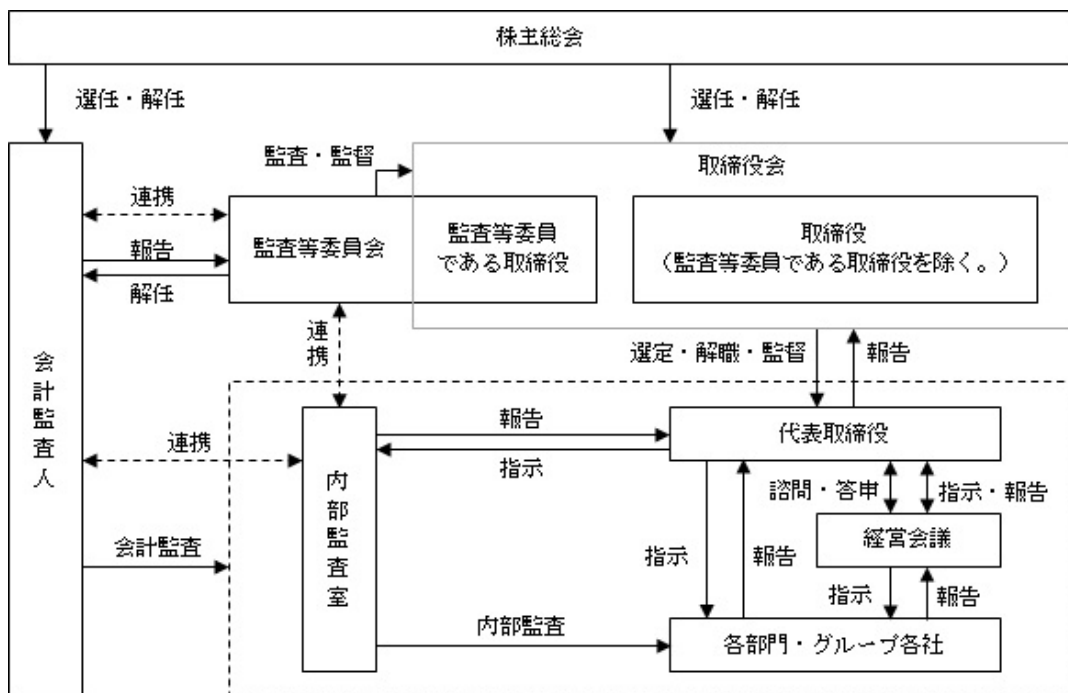 株主総会
選任・解任
選任・解任
監査・監督
取締役会
連携
監査等委員会
監査等委員
である取締役
取締役
（監査等委員である取締役を除く。）
報告
解任
連
携
選定・解職・監督
報告
会
計
監
査
人
連携
内
部
監
査
室
報告
指示
代表取締役
諮問・答申
指示・報告
経営会議
会計監査
指示
報告
指示
報告
内部監査
各部門・グループ各社